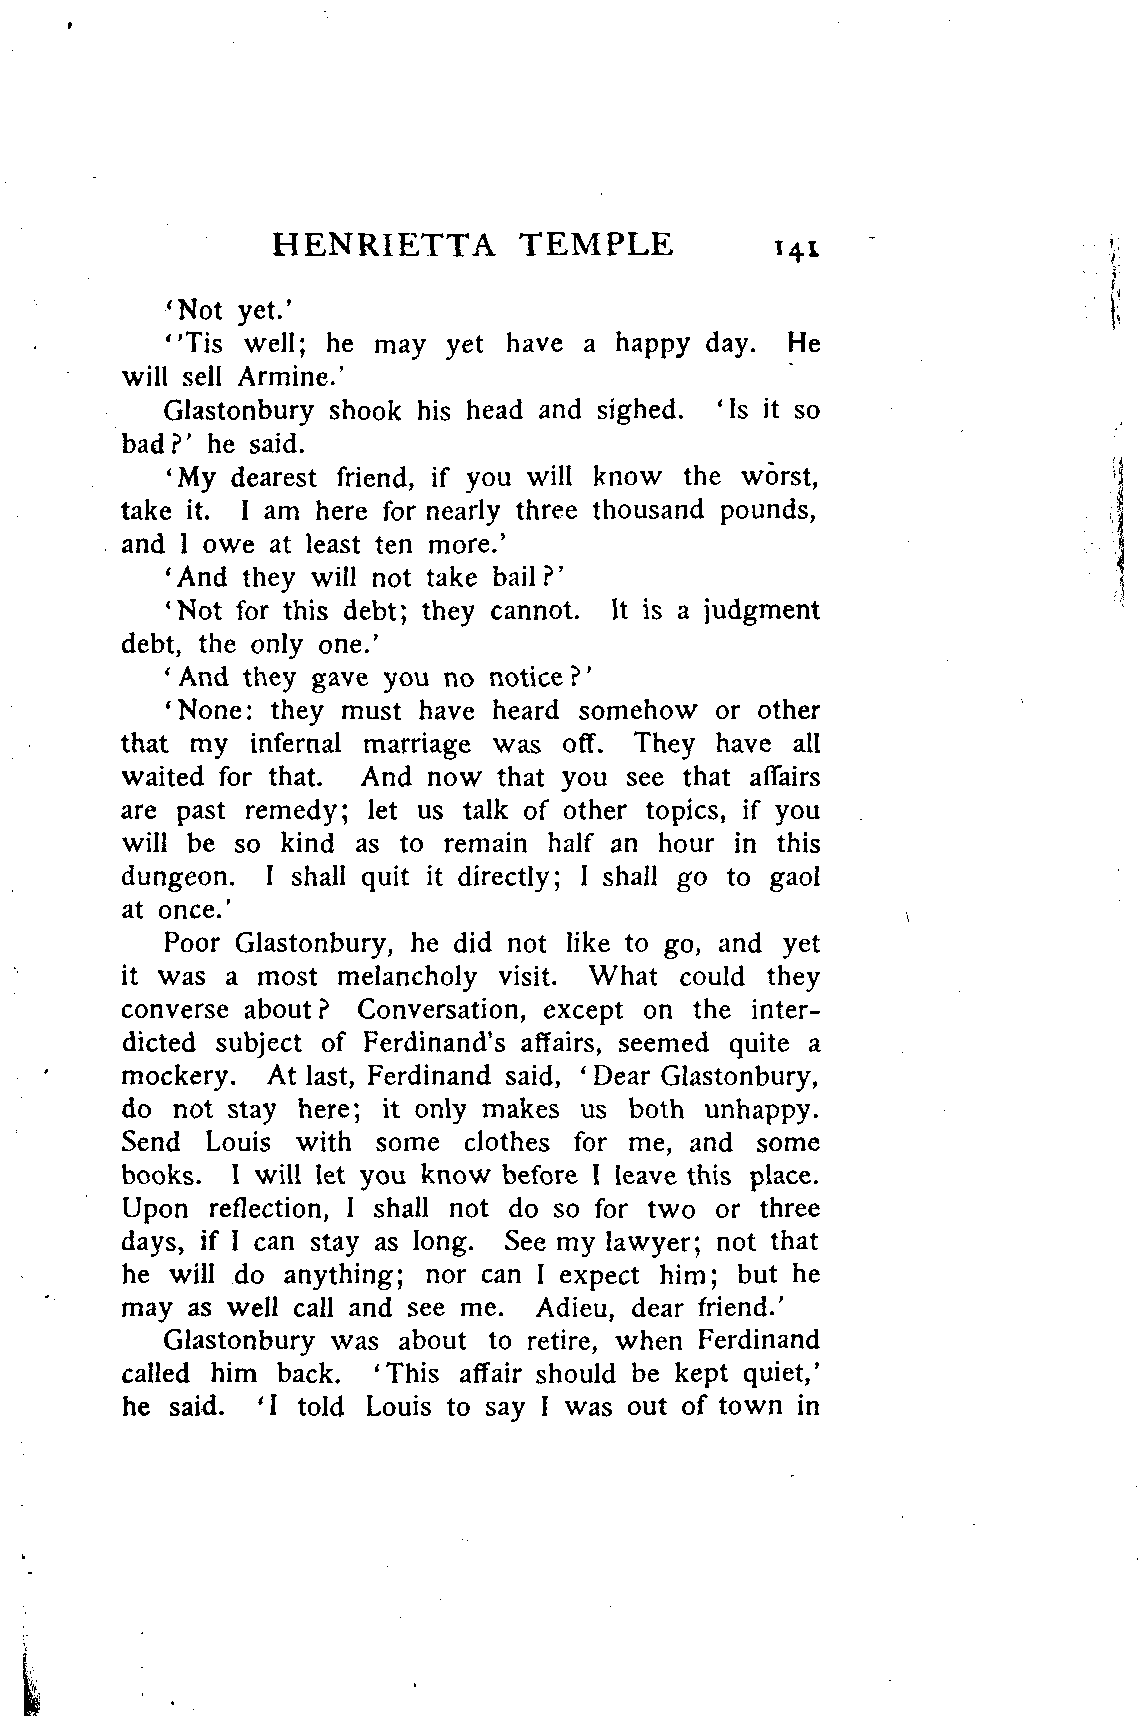 HENRIETTA TEMPLE 141
‘Not yet.’
‘’Tis well; he may yet have a happy day. He
will sell Armine.’
Glastonbury shook his head and sighed. ‘Is it so
bad?’ he said.
‘My dearest friend, if you will know the worst,
take it. I am here for nearly three thousand pounds,
and I owe at least ten more.’
‘And they will not take bail?’
‘Not for this debt; they cannot. It is a judgment
debt, the only one.’
‘And they gave you no notice?’
‘None: they must have heard somehow or other
that my infernal marriage was off. They have all
waited for that. And now that you see that affairs
are past remedy; let us talk of other topics, if you
will be so kind as to remain half an hour in this
dungeon. I shall quit it directly; I shall go to gaol
at once.’
Poor Glastonbury, he did not like to go, and yet
it was a most melancholy visit. What could they
converse about? Conversation, except on the inter-
dicted subject of Ferdinand’s affairs, seemed quite a
mockery. At last, Ferdinand said, ‘Dear Glastonbury,
do not stay here; it only makes us both unhappy.
Send Louis with some clothes for me, and some
books. I will let you know before I leave this place.
Upon reflection, I shall not do so for two or three
days, if I can stay as long. See my lawyer; not that
he will do anything; nor can I expect him; but he
may as well call and see me. Adieu, dear friend.’
Glastonbury was about to retire, when Ferdinand
called him back. ‘This affair should be kept quiet,’
he said. ‘I told Louis to say I was out of town in